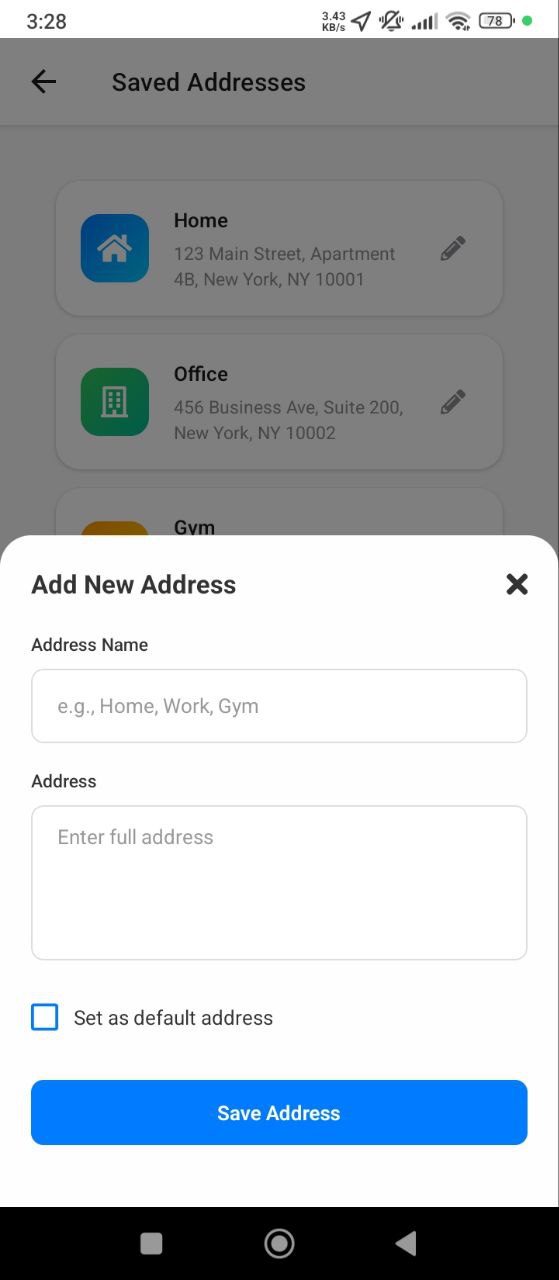 3:28
3.43
KB/s
78
Saved Addresses
Home
123 Main Street, Apartment
4B, New York, NY 10001
Office
456 Business Ave, Suite 200,
New York, NY 10002
Gym
Add New Address
Address Name
e.g., Home, Work, Gym
Address
Enter full address
Set as default address
Save Address